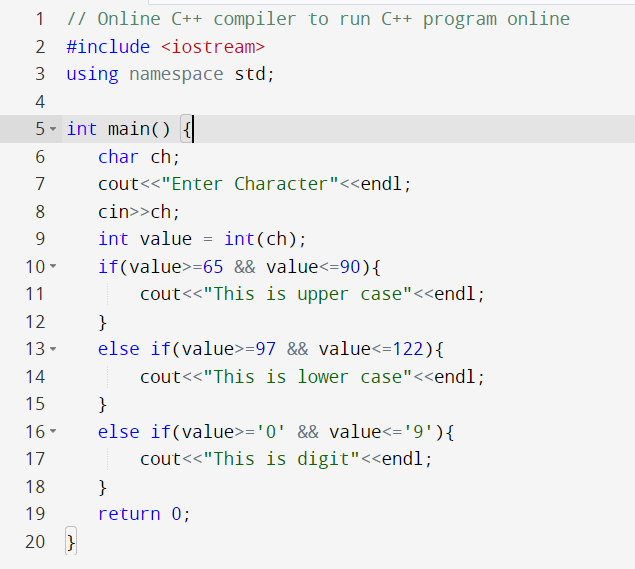 1 // Online C++ compiler to run C++ program online
2 #include <iostream>
3 using namespace std;
4
5 int main() {
6    char ch;
7    cout<<"Enter Character"<<endl;
8    cin>>ch;
9    int value = int(ch);
10    if(value>=65 && value<=90){
11        cout<<"This is upper case"<<endl;
12    }
13    else if(value>=97 && value<=122){
14        cout<<"This is lower case"<<endl;
15    }
16    else if(value>='0' && value<='9'){
17        cout<<"This is digit"<<endl;
18    }
19    return 0;
20 }